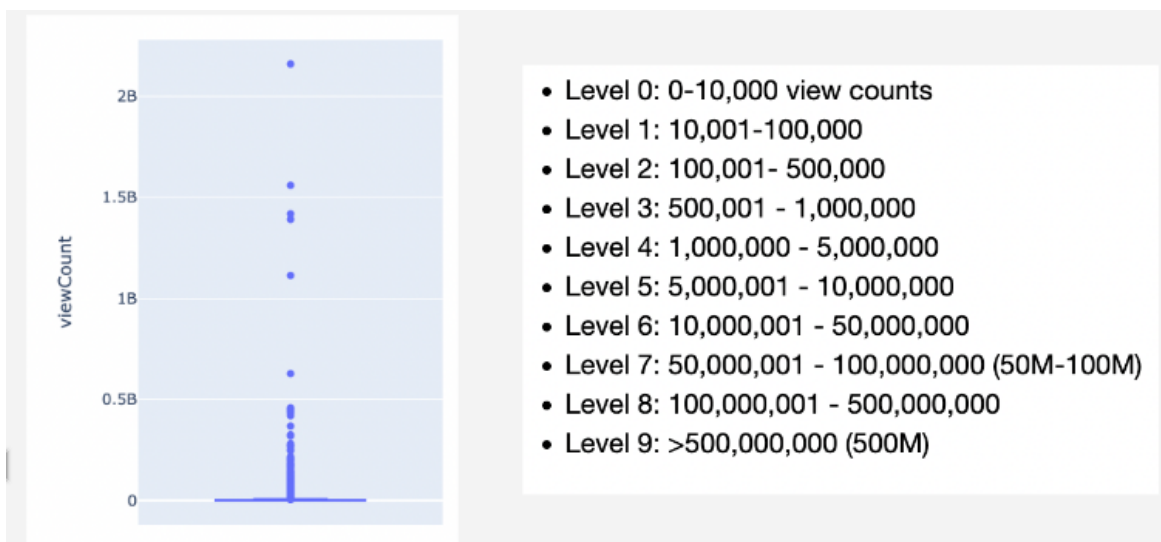 2B
1.5B
1B
0.5B
0
viewCount
• Level 0: 0-10,000 view counts
• Level 1: 10,001-100,000
• Level 2: 100,001- 500,000
• Level 3: 500,001 - 1,000,000
• Level 4: 1,000,000 - 5,000,000
• Level 5: 5,000,001 - 10,000,000
• Level 6: 10,000,001 - 50,000,000
• Level 7: 50,000,001 - 100,000,000 (50M-100M)
• Level 8: 100,000,001 - 500,000,000
• Level 9: >500,000,000 (500M)